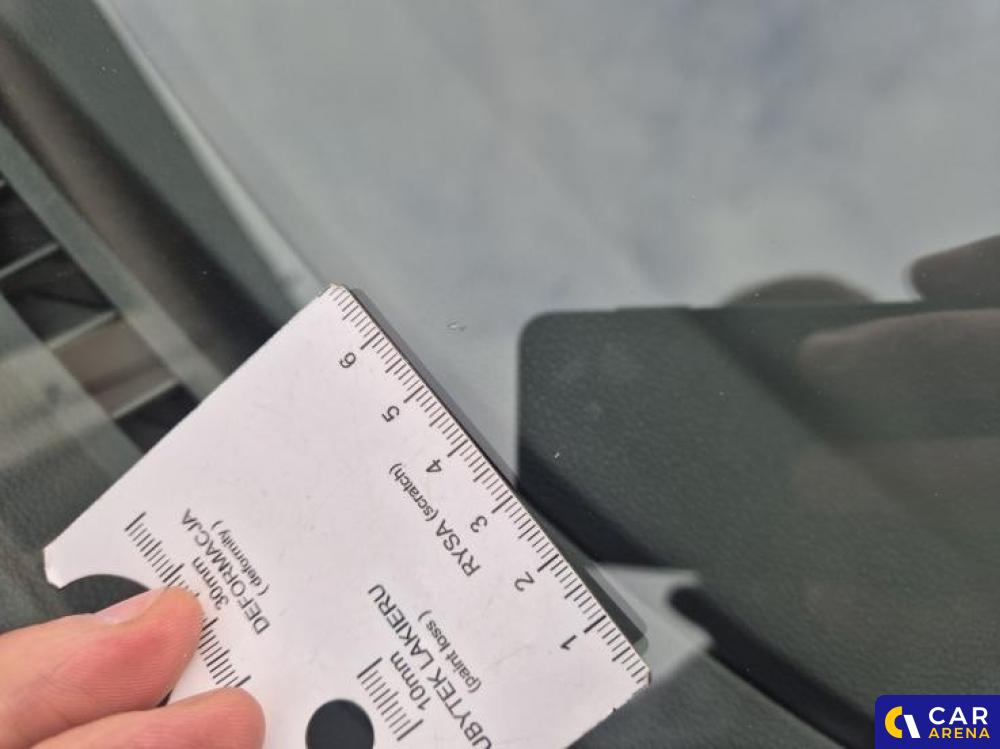 6
5
4
3
2
1
RYSA (scratch)
DEFORMACJA
(deformity)
30mm
UBYTEK LAKIERU
(paint loss)
10mm
CAR
ARENA